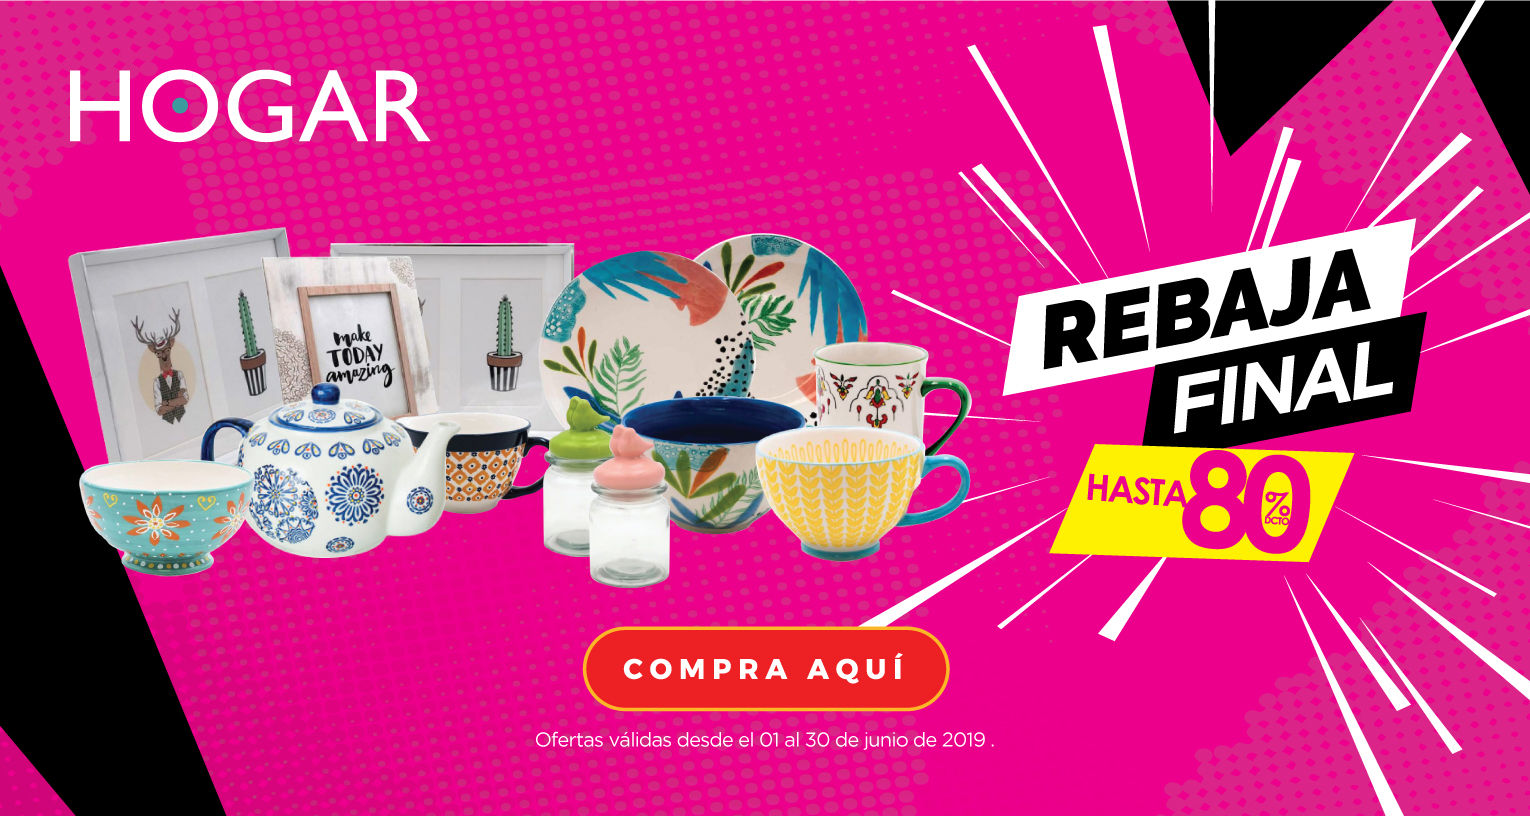 HOGAR
make
TODAY
amazing
REBAJA
FINAL
HASTA 80% DCTO
COMPRA AQUÍ
Ofertas válidas desde el 01 al 30 de junio de 2019 .